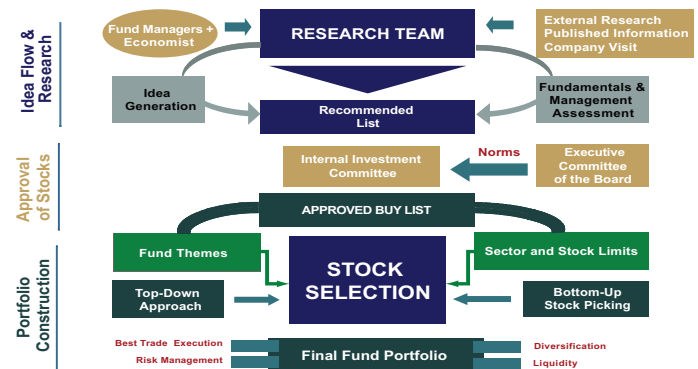 Idea Flow &
Research
Fund Managers +
Economist
RESEARCH TEAM
External Research
Published Information
Company Visit
Idea
Generation
Recommended
List
Fundamentals &
Management
Assessment
Approval
of Stocks
Internal Investment
Committee
Norms
Executive
Committee
of the Board
APPROVED BUY LIST
Portfolio
Construction
Fund Themes
STOCK
SELECTION
Sector and Stock Limits
Top-Down
Approach
Bottom-Up
Stock Picking
Best Trade Execution
Risk Management
Final Fund Portfolio
Diversification
Liquidity